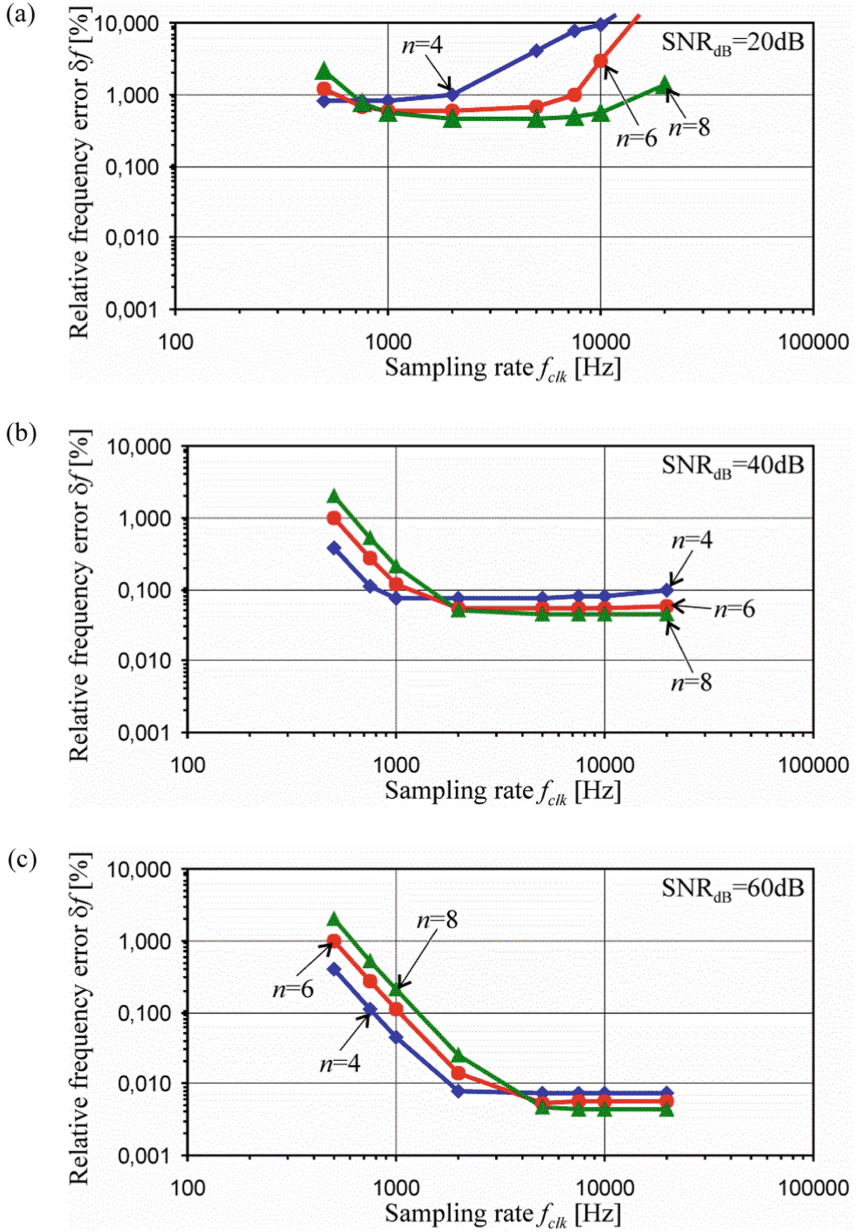 (a)
Relative frequency error δf [%]
10,000
1,000
0,100
0,010
0,001
SNRdB=20dB
n=4
n=6
n=8
100
1000
10000
100000
Sampling rate fclk [Hz]
(b)
Relative frequency error δf [%]
10,000
1,000
0,100
0,010
0,001
SNRdB=40dB
n=4
n=6
n=8
100
1000
10000
100000
Sampling rate fclk [Hz]
(c)
Relative frequency error δf [%]
10,000
1,000
0,100
0,010
0,001
SNRdB=60dB
n=8
n=6
n=4
100
1000
10000
100000
Sampling rate fclk [Hz]